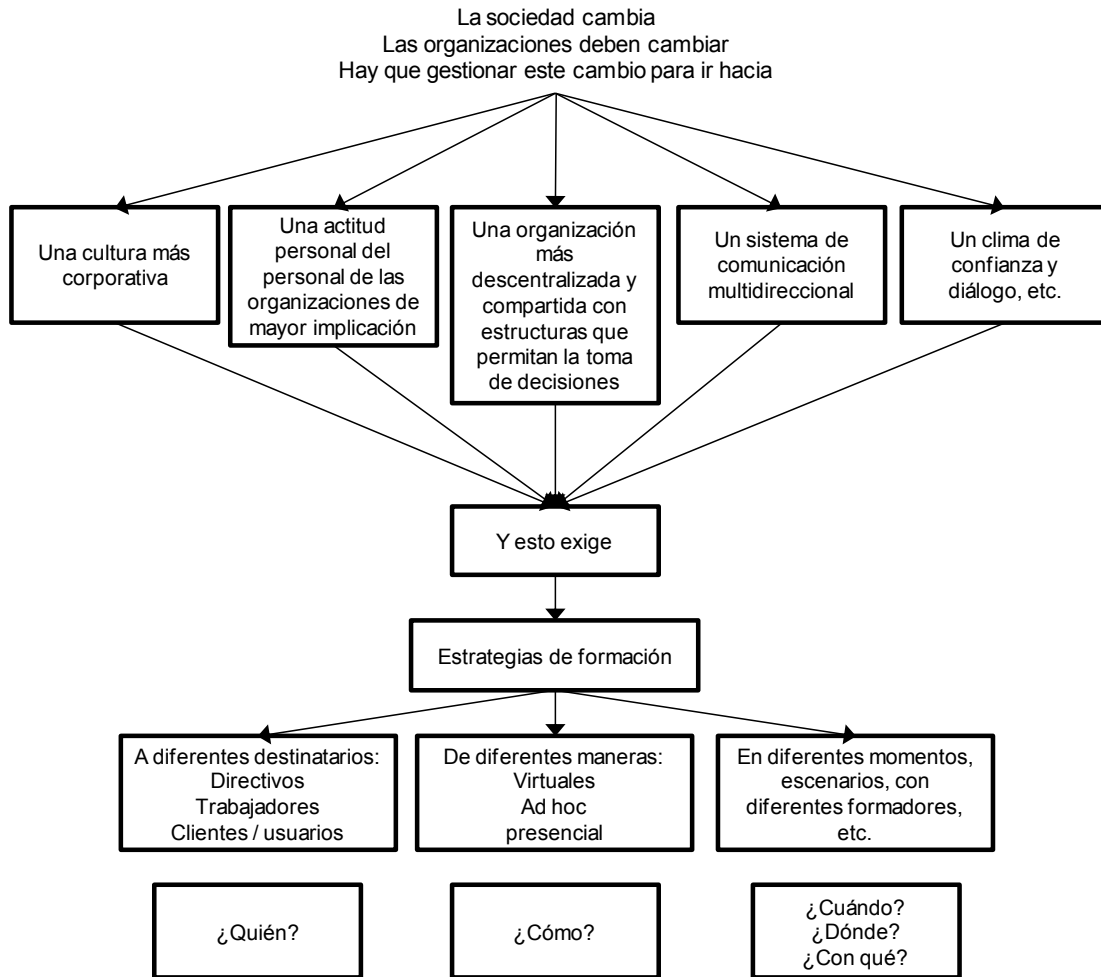 La sociedad cambia
Las organizaciones deben cambiar
Hay que gestionar este cambio para ir hacia
Una cultura más
corporativa
Una actitud
personal del
personal de las
organizaciones de
mayor implicación
Una organización
más
descentralizada y
compartida con
estructuras que
permitan la toma
de decisiones
Un sistema de
comunicación
multidireccional
Un clima de
confianza y
diálogo, etc.
Y esto exige
Estrategias de formación
A diferentes destinatarios:
Directivos
Trabajadores
Clientes / usuarios
De diferentes maneras:
Virtuales
Ad hoc
presencial
En diferentes momentos,
escenarios, con
diferentes formadores,
etc.
¿Quién?
¿Cómo?
¿Cuándo?
¿Dónde?
¿Con qué?